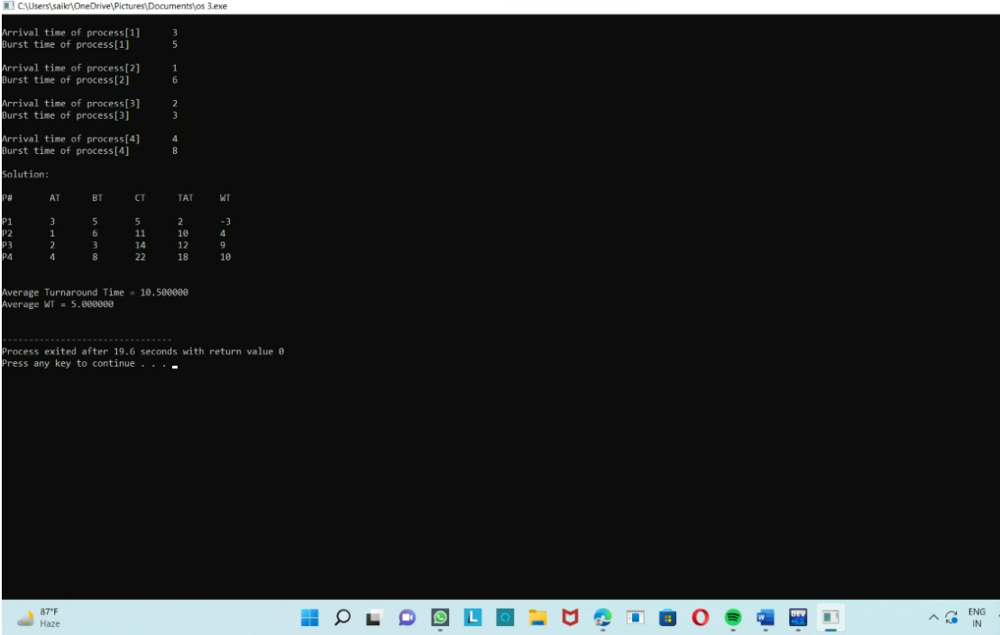 C:\Users\saikr\OneDrive\Pictures\Documents\os 3.exe
Arrival time of process[1] 3
Burst time of process[1] 5
Arrival time of process[2] 1
Burst time of process[2] 6
Arrival time of process[3] 2
Burst time of process[3] 3
Arrival time of process[4] 4
Burst time of process[4] 8
Solution:
P# AT BT CT TAT WT
P1 3 5 5 2 -3
P2 1 6 11 10 4
P3 2 3 14 12 9
P4 4 8 22 18 10
Average Turnaround Time = 10.500000
Average WT = 5.000000
--------------------------------
Process exited after 19.6 seconds with return value 0
Press any key to continue . . .
87°F
Haze
L
W
DEV
ENG
IN